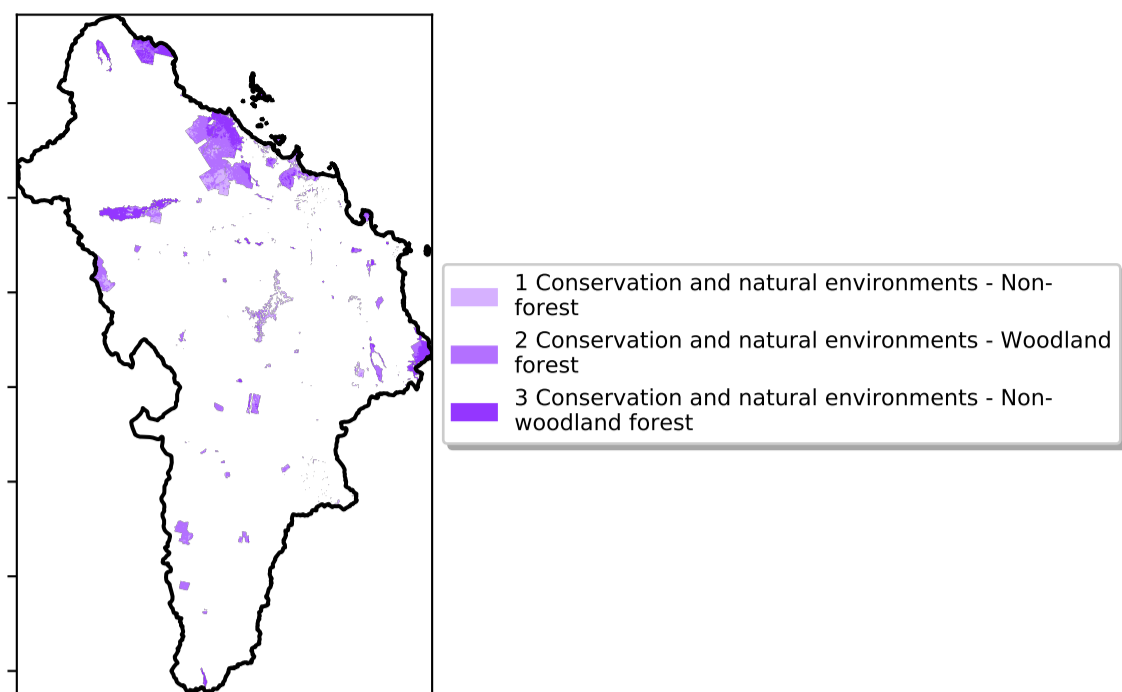 1 Conservation and natural environments - Non-
forest
2 Conservation and natural environments - Woodland
forest
3 Conservation and natural environments - Non-
woodland forest